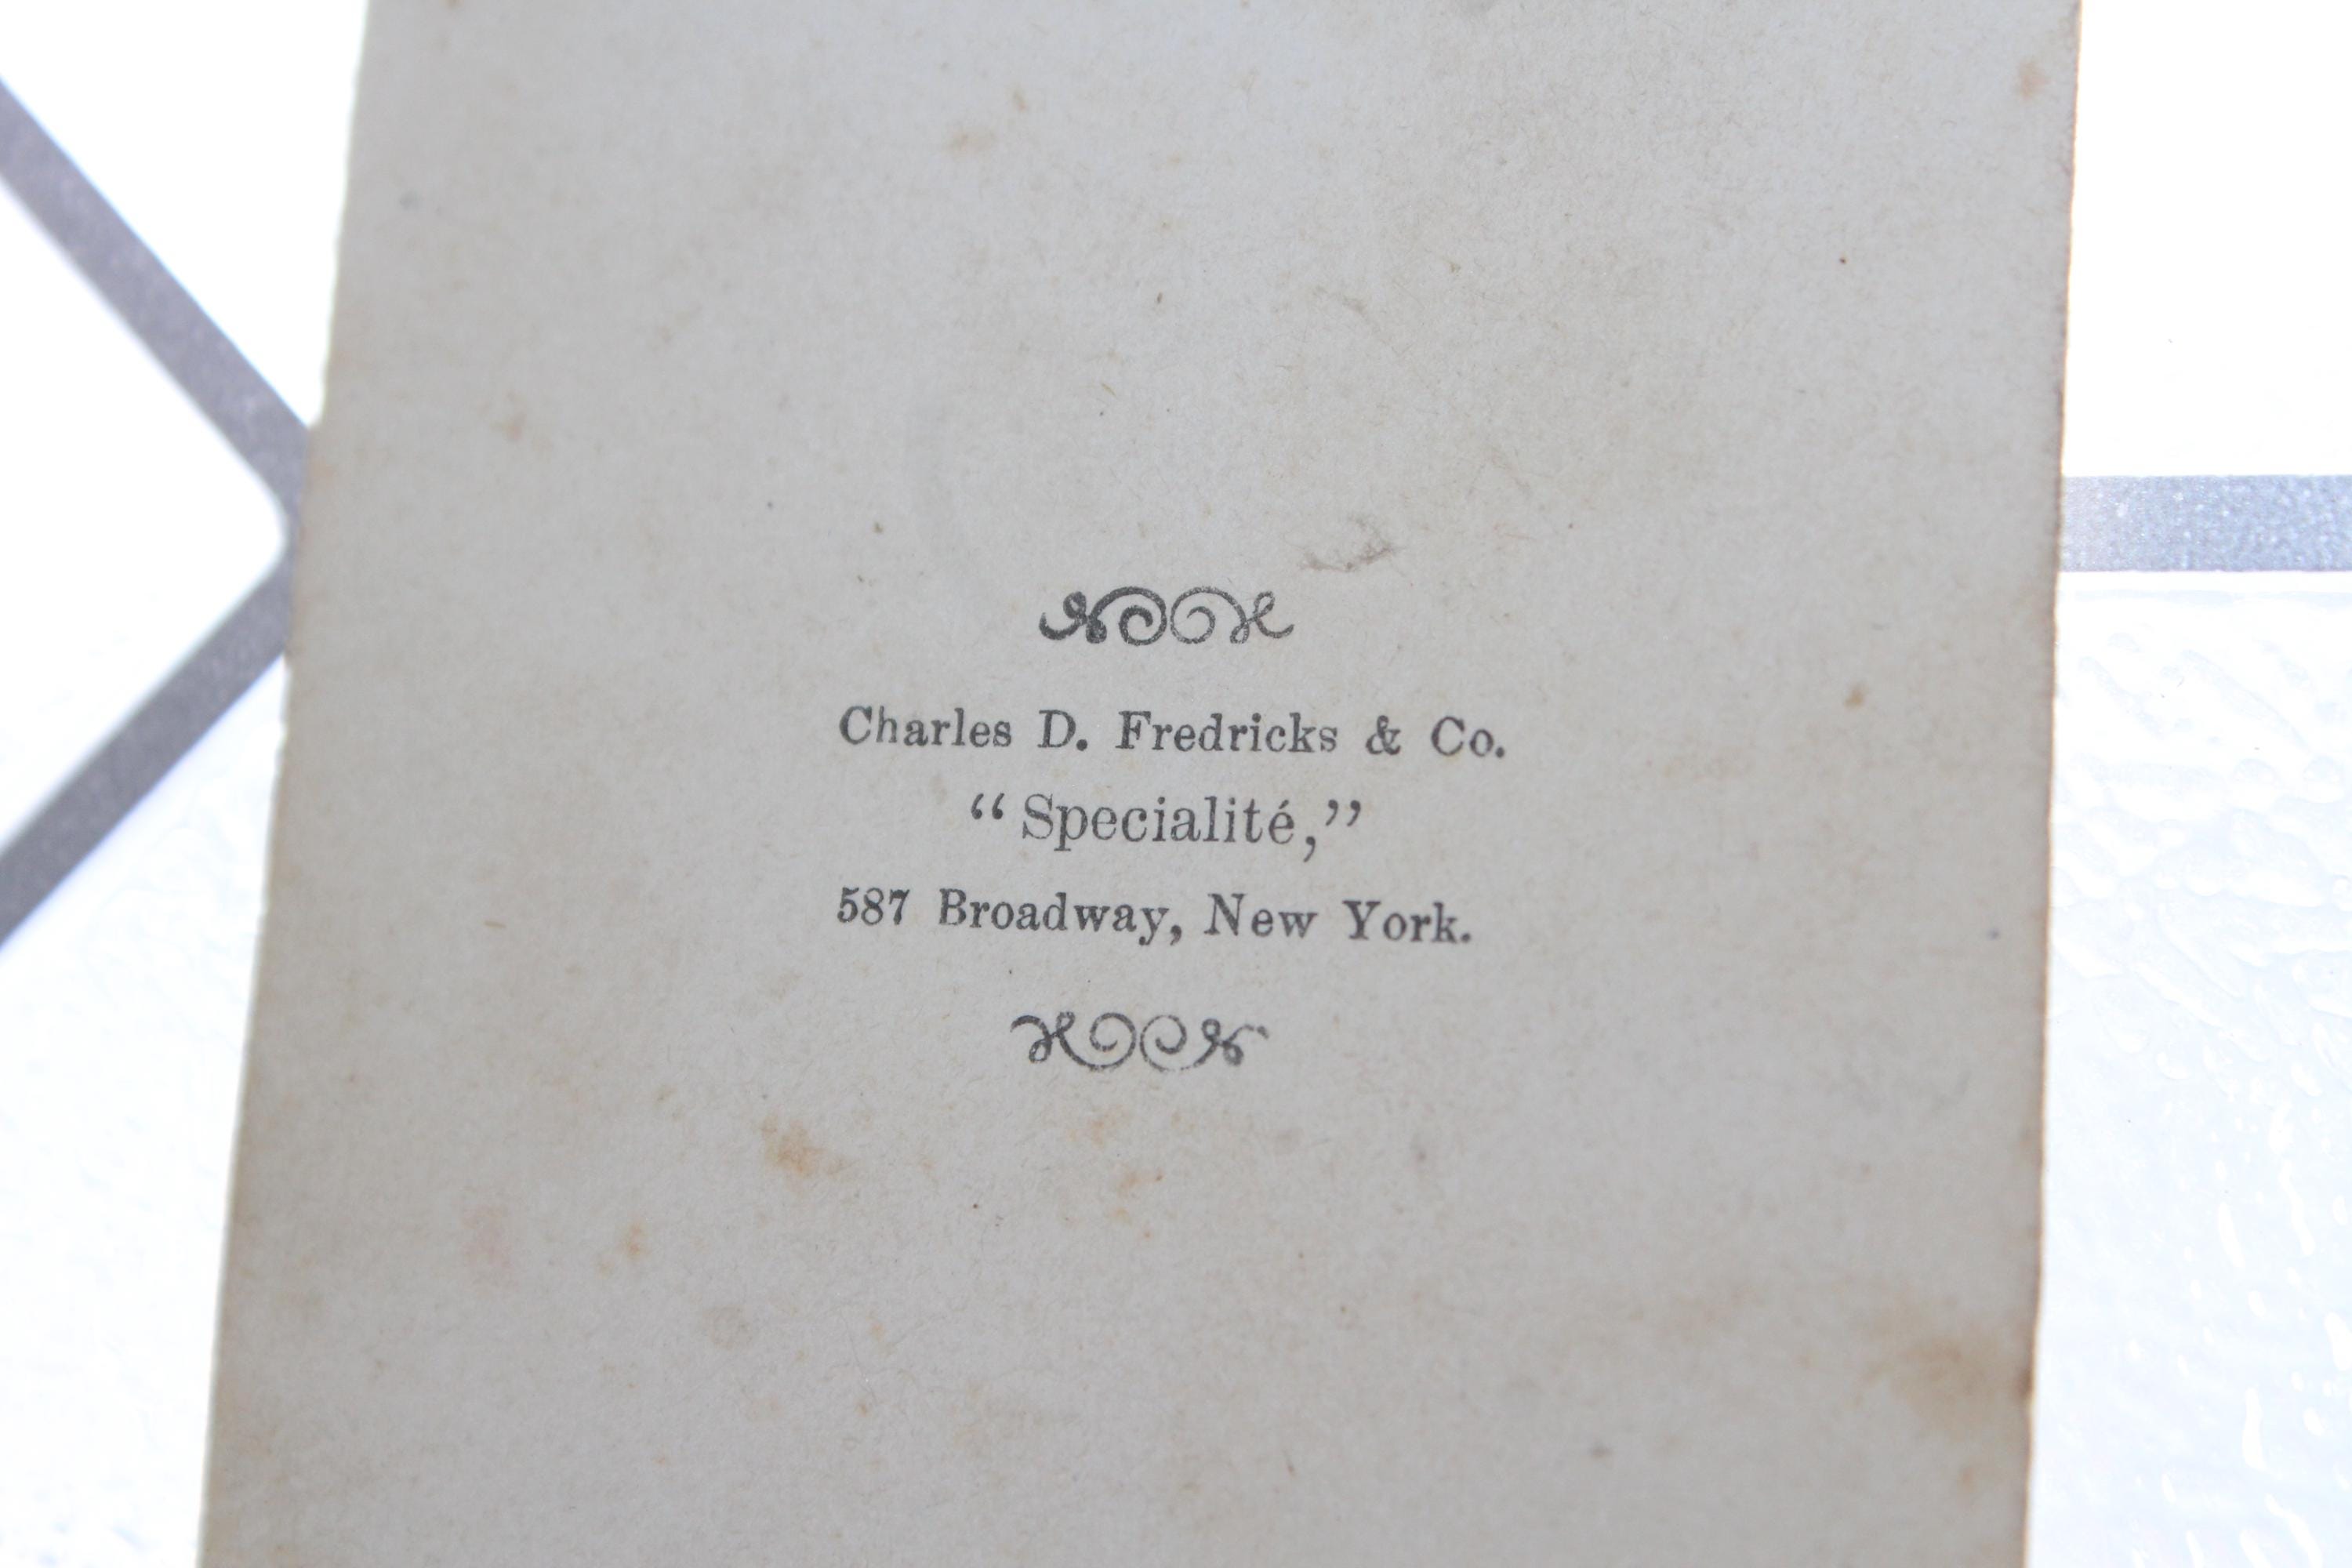 Charles D. Fredricks & Co.
“Specialité,”
587 Broadway, New York.